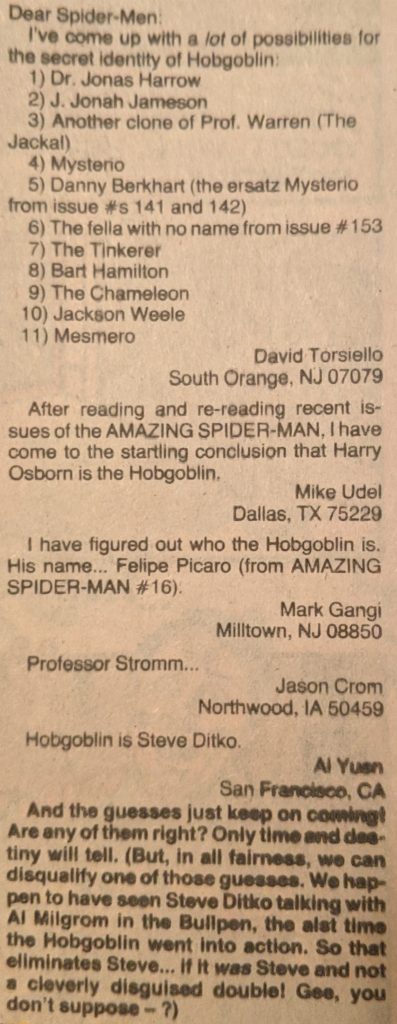 Dear Spider-Men:
I've come up with a lot of possibilities for
the secret identity of Hobgoblin:
1) Dr. Jonas Harrow
2) J. Jonah Jameson
3) Another clone of Prof. Warren (The
Jackal)
4) Mysterio
5) Danny Berkhart (the ersatz Mysterio
from issue #s 141 and 142)
6) The fella with no name from issue #153
7) The Tinkerer
8) Bart Hamilton
9) The Chameleon
10) Jackson Weele
11) Mesmero
David Torsiello
South Orange, NJ 07079
After reading and re-reading recent is-
sues of the AMAZING SPIDER-MAN, I have
come to the startling conclusion that Harry
Osborn is the Hobgoblin.
Mike Udel
Dallas, TX 75229
I have figured out who the Hobgoblin is.
His name... Felipe Picaro (from AMAZING
SPIDER-MAN #16).
Mark Gangi
Milltown, NJ 08850
Professor Stromm...
Jason Crom
Northwood, IA 50459
Hobgoblin is Steve Ditko.
Al Yuen
San Francisco, CA
And the guesses just keep on coming!
Are any of them right? Only time and des-
tiny will tell. (But, in all fairness, we can
disqualify one of those guesses. We hap-
pen to have seen Steve Ditko talking with
Al Milgrom in the Bullpen, the alst time
the Hobgoblin went into action. So that
eliminates Steve... If it was Steve and not
a cleverly disguised double! Gee, you
don't suppose – ?)